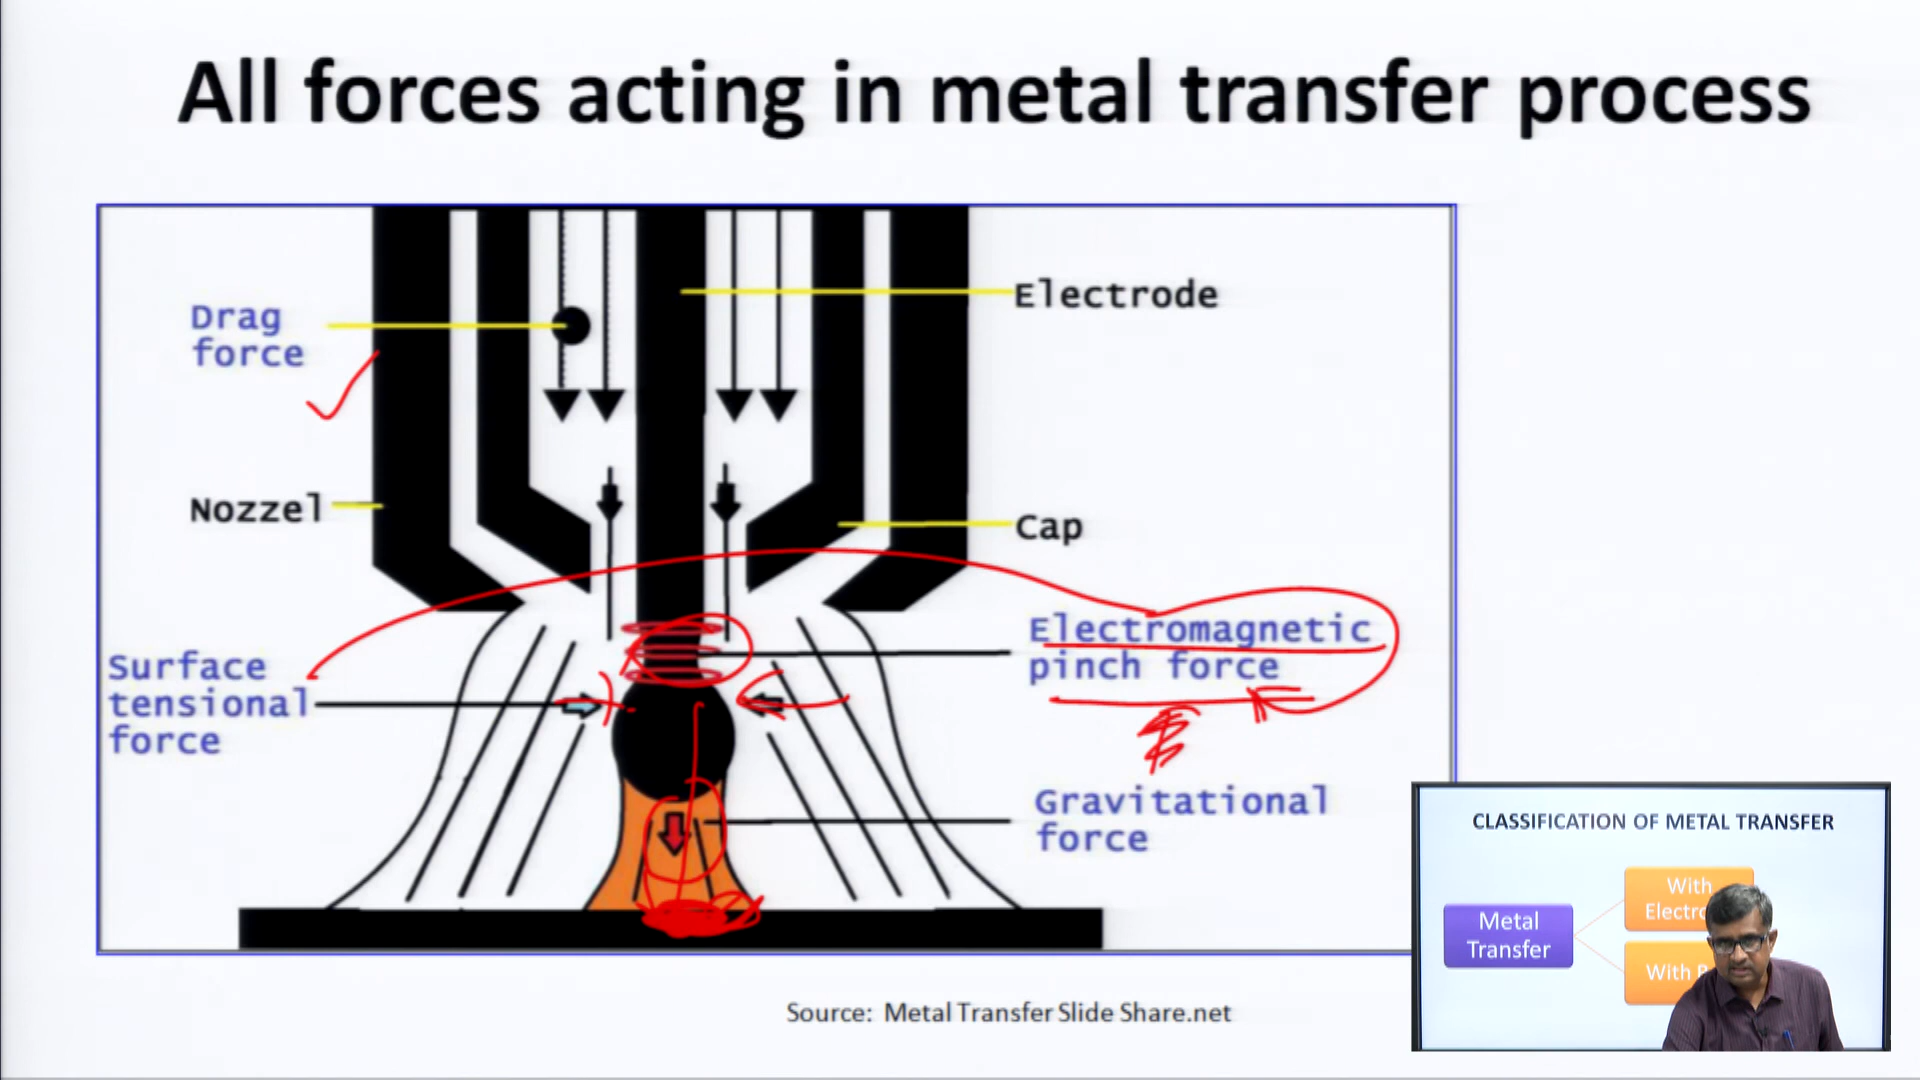 All forces acting in metal transfer process
Drag
force
Electrode
Nozzel
Cap
Electromagnetic
pinch force
Surface
tensional
force
Gravitational
force
Source: Metal Transfer Slide Share.net
CLASSIFICATION OF METAL TRANSFER
Metal
Transfer
With
With